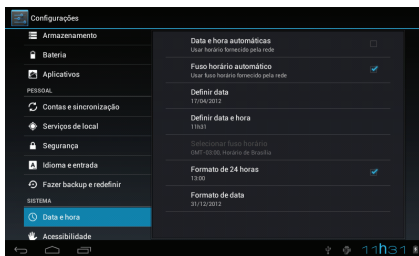 Configurações
Armazenamento
Bateria
Aplicativos
PESSOAL
Contas e sincronização
Serviços de local
Segurança
Idioma e entrada
Fazer backup e redefinir
SISTEMA
Data e hora
Acessibilidade
Data e hora automáticas
Usar horário fornecido pela rede
Fuso horário automático
Usar fuso horário fornecido pela rede
Definir data
17/04/2012
Definir data e hora
11h31
Selecionar fuso horário
GMT -03:00, Horário de Brasília
Formato de 24 horas
13:00
Formato de data
31/12/2012
11h31